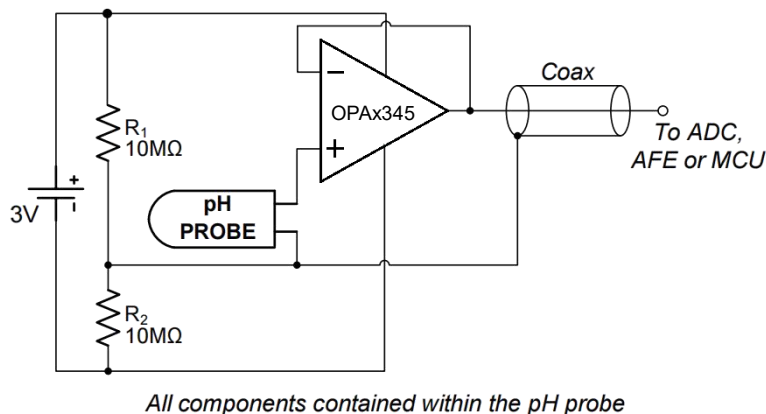 Coax
OPAx345
−
+
R1
10MΩ
To ADC,
AFE or MCU
+
-
3V
pH
PROBE
R2
10MΩ
All components contained within the pH probe